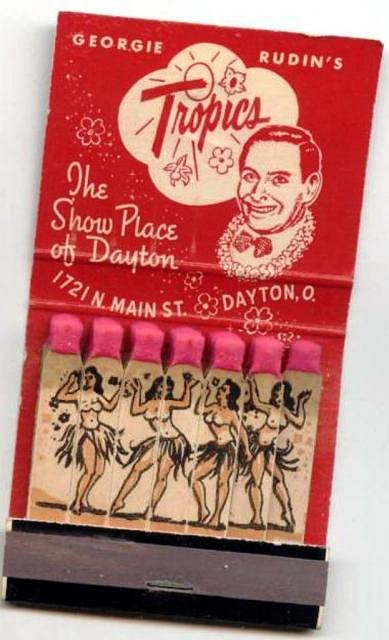 GEORGIE RUDIN'S
Tropics
The
Show Place
of Dayton
1721 N. MAIN ST. DAYTON, O.